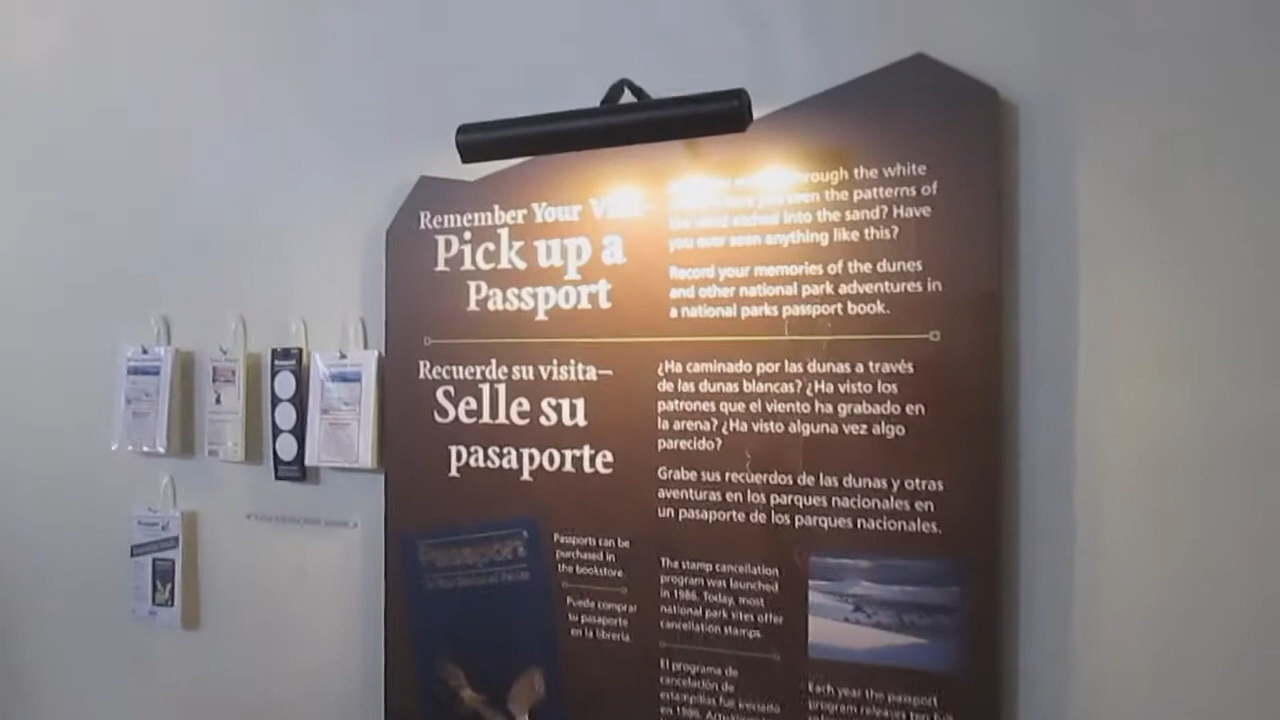 Remember Your
Pick up a
Passport
through the white
seen the patterns of
into the sand? Have
you ever seen anything like this?
Record your memories of the dunes
and other national park adventures in
a national parks passport book.
Recuerde su visita–
Selle su
pasaporte
¿Ha caminado por las dunas a través
de las dunas blancas? ¿Ha visto los
patrones que el viento ha grabado en
la arena? ¿Ha visto alguna vez algo
parecido?
Grabe sus recuerdos de las dunas y otras
aventuras en los parques nacionales en
un pasaporte de los parques nacionales.
Passport
Passports can be
purchased in
the bookstore.
Puede comprar
su pasaporte
en la librería.
The stamp cancellation
program was launched
in 1986. Today, most
national park sites offer
cancellation stamps.
El programa de
cancelación de
estampillas fue iniciado
en 1986.
Each year the passport
program releases ten